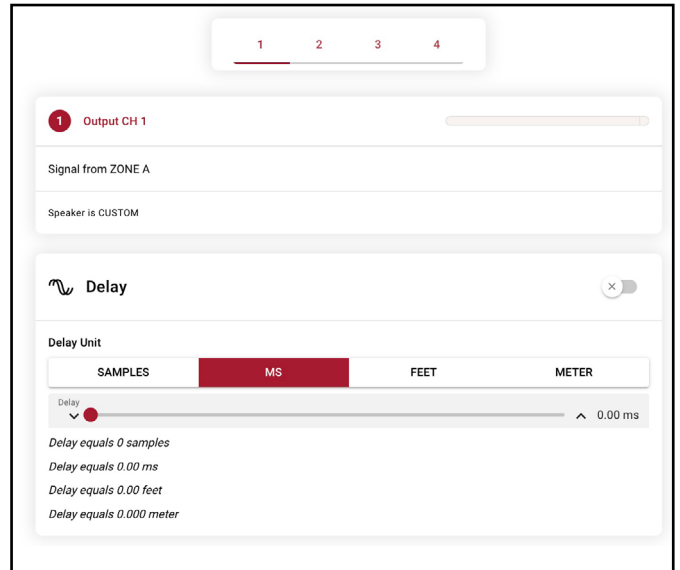 1 2 3 4
1 Output CH 1
Signal from ZONE A
Speaker is CUSTOM
Delay
Delay Unit
SAMPLES MS FEET METER
Delay
0.00 ms
Delay equals 0 samples
Delay equals 0.00 ms
Delay equals 0.00 feet
Delay equals 0.000 meter